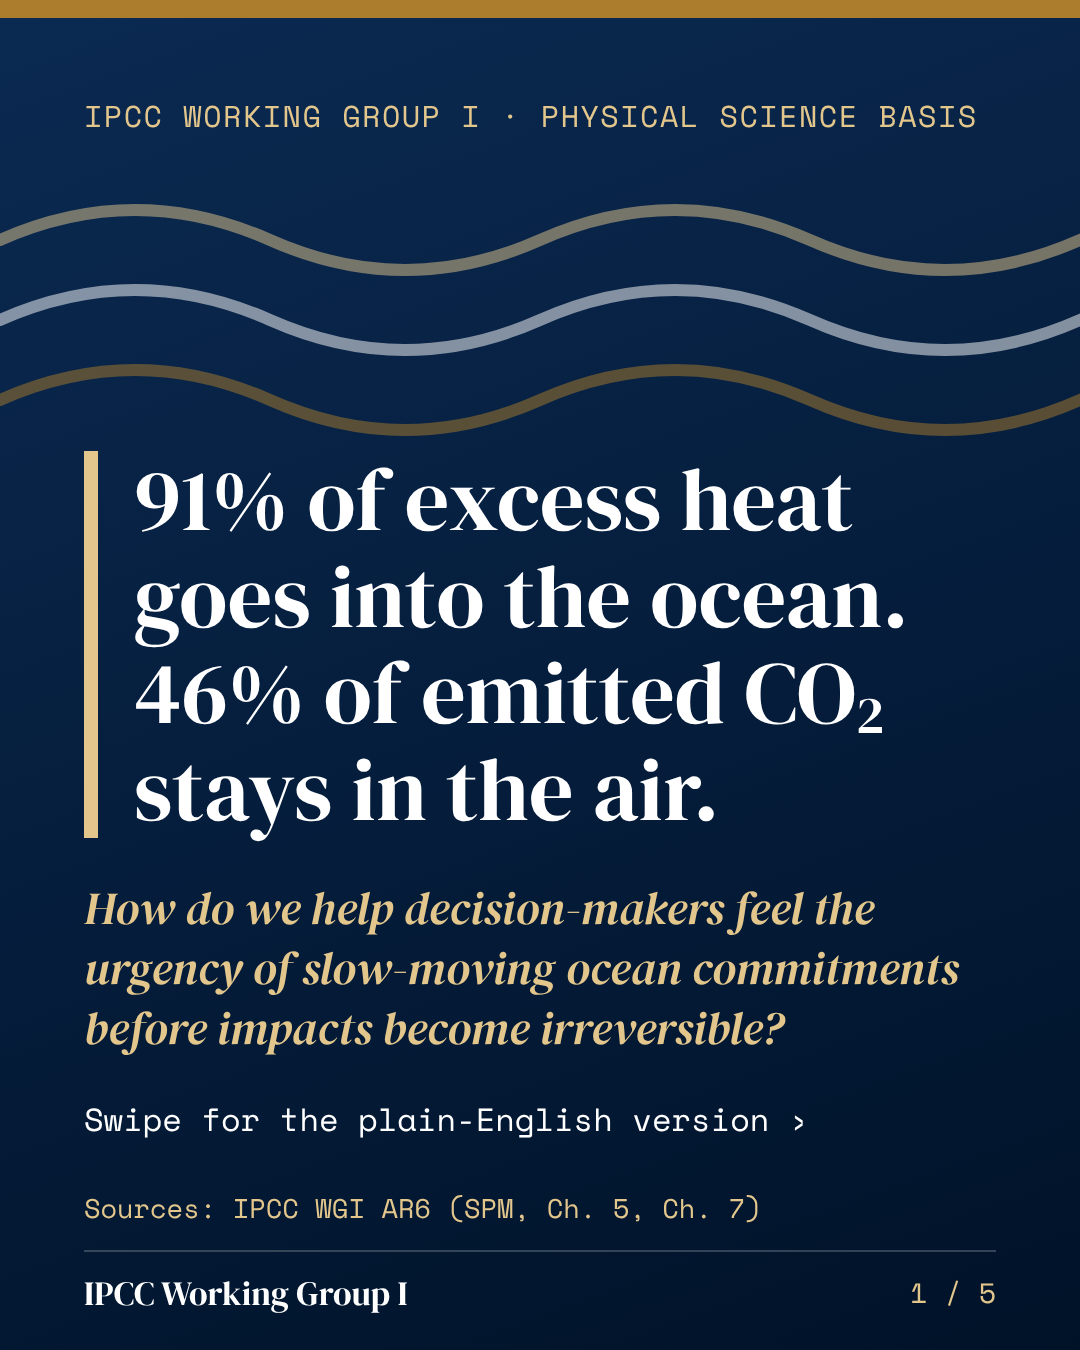 IPCC WORKING GROUP I · PHYSICAL SCIENCE BASIS
91% of excess heat
goes into the ocean.
46% of emitted CO₂
stays in the air.
How do we help decision-makers feel the
urgency of slow-moving ocean commitments
before impacts become irreversible?
Swipe for the plain-English version ›
Sources: IPCC WGI AR6 (SPM, Ch. 5, Ch. 7)
IPCC Working Group I
1 / 5